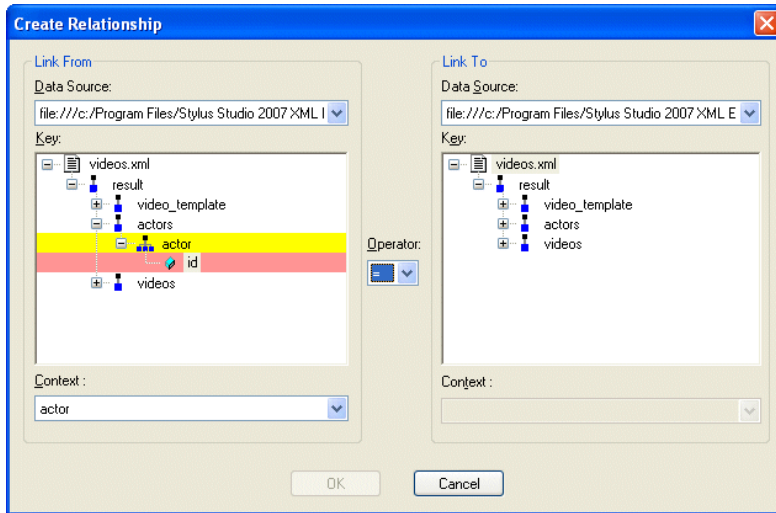 Create Relationship
Link From
Data Source:
file:///c:/Program Files/Stylus Studio 2007 XML I
Key:
videos.xml
result
video_template
actors
actor
id
videos
Context :
actor
Operator:
=
Link To
Data Source:
file:///c:/Program Files/Stylus Studio 2007 XML E
Key:
videos.xml
result
video_template
actors
videos
Context :
OK
Cancel